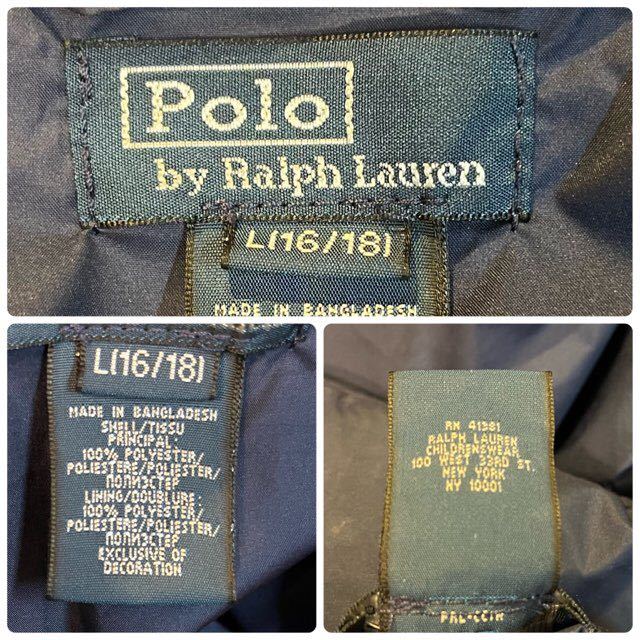 Polo
by Ralph Lauren
L(16/18)
MADE IN BANGLADESH
L(16/18)
MADE IN BANGLADESH
SHELL/TISSU
PRINCIPAL:
100% POLYESTER/
POLIESTERE/POLIESTER/
ПОЛИЭСТЕР
LINING/DOUBLURE:
100% POLYESTER/
POLIESTERE/POLIESTER/
ПОЛИЭСТЕР
EXCLUSIVE OF
DECORATION
RN 41381
RALPH LAUREN
CHILDRENSWEAR
100 WEST 33RD ST.
NEW YORK
NY 10001